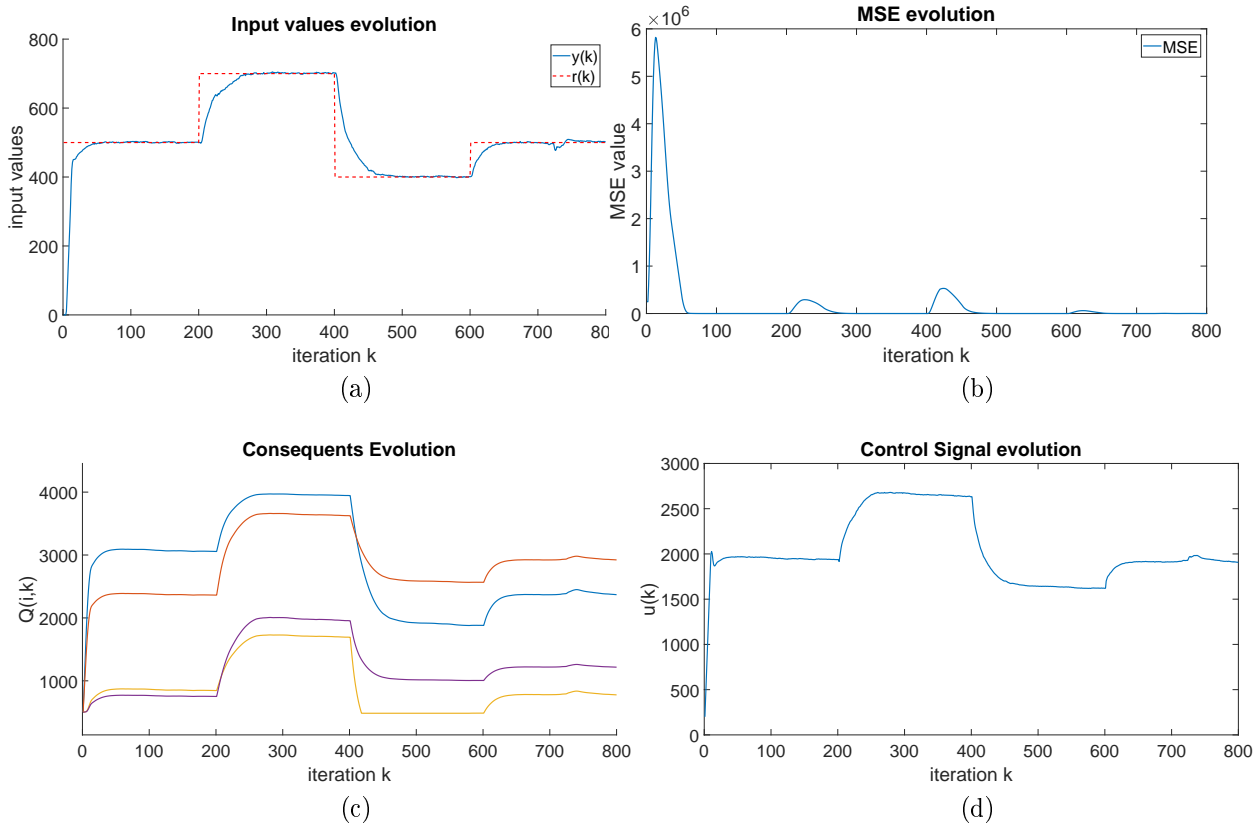 Input values evolution
800
600
400
200
0
input values
y(k)
r(k)
0 100 200 300 400 500 600 700 800
iteration k
(a)
MSE evolution
×10^6
6
5
4
3
2
1
0
MSE value
MSE
0 100 200 300 400 500 600 700 800
iteration k
(b)
Consequents Evolution
4000
3000
2000
1000
Q(i,k)
0 100 200 300 400 500 600 700 800
iteration k
(c)
Control Signal evolution
3000
2500
2000
1500
1000
500
0
u(k)
0 100 200 300 400 500 600 700 800
iteration k
(d)